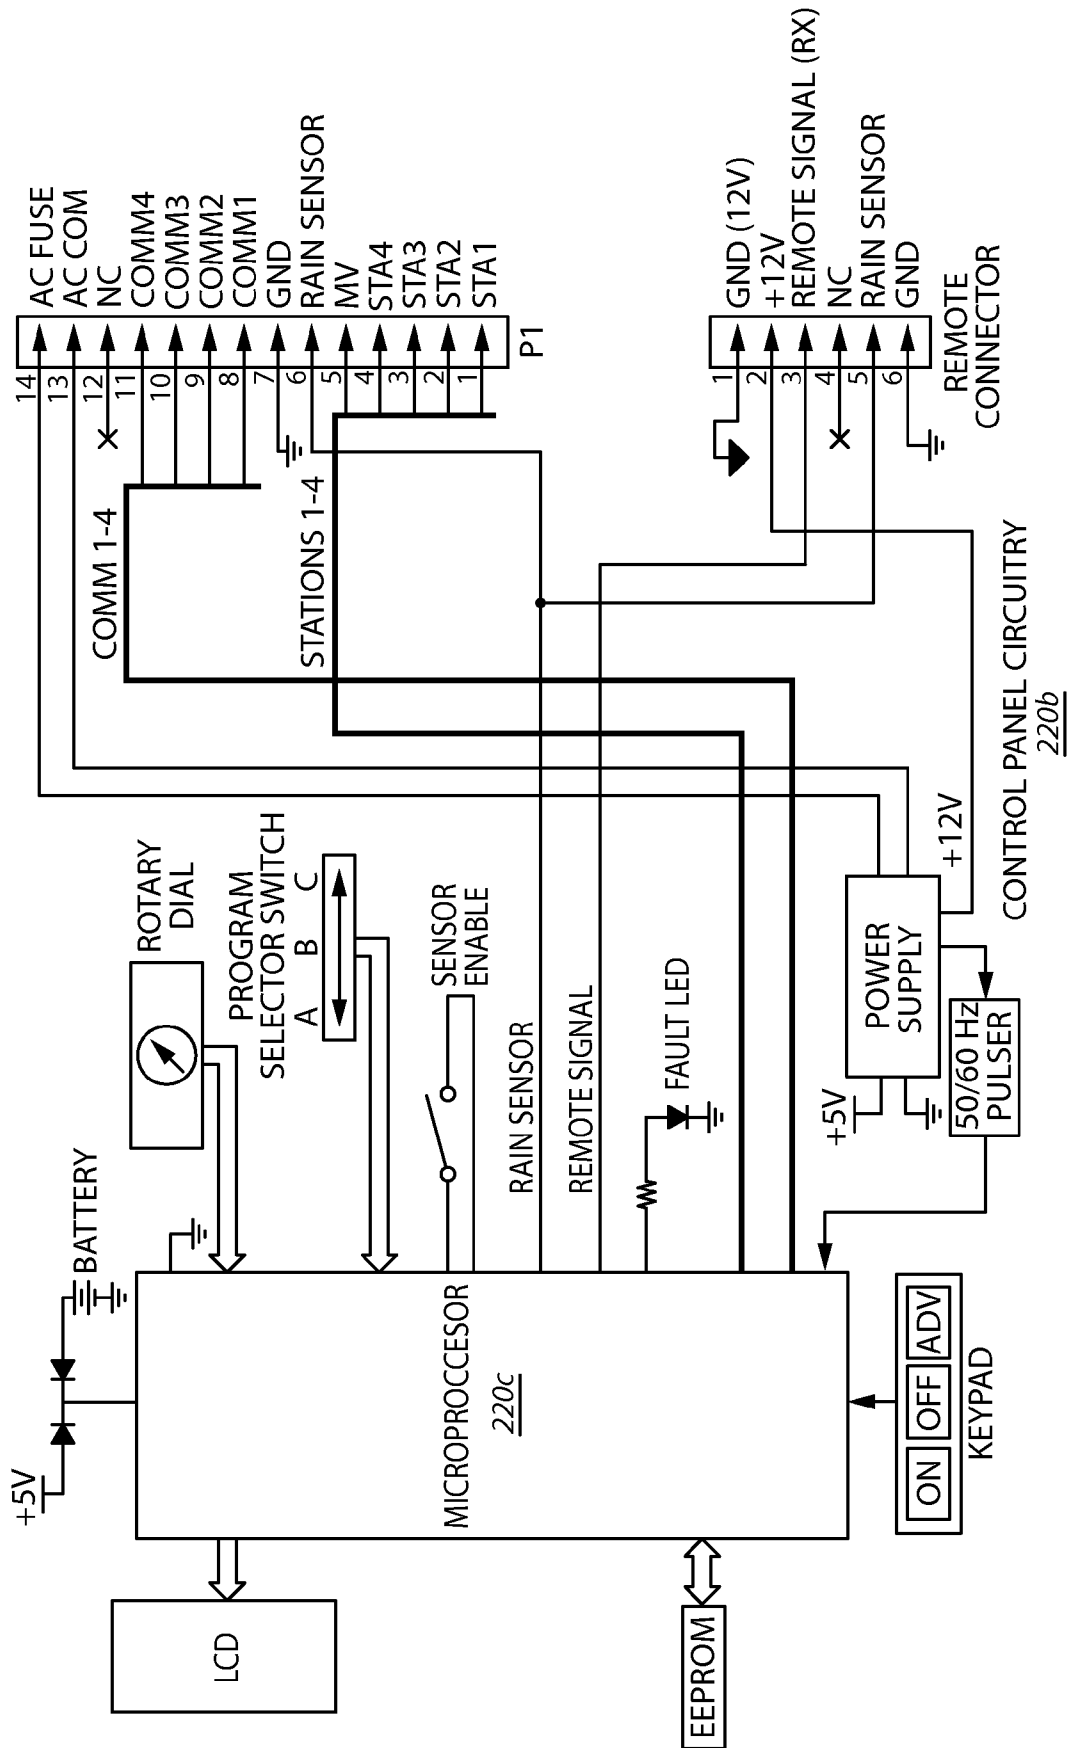 +5V
BATTERY
LCD
EEPROM
MICROPROCCESOR
220c
ON
OFF
ADV
KEYPAD
ROTARY
DIAL
PROGRAM
SELECTOR SWITCH
A B C
SENSOR
ENABLE
RAIN SENSOR
REMOTE SIGNAL
FAULT LED
+5V
POWER
SUPPLY
+12V
50/60 Hz
PULSER
COMM 1-4
STATIONS 1-4
14 AC FUSE
13 AC COM
12 NC
11 COMM4
10 COMM3
9 COMM2
8 COMM1
7 GND
6 RAIN SENSOR
5 MV
4 STA4
3 STA3
2 STA2
1 STA1
P1
1 GND (12V)
2 +12V
3 REMOTE SIGNAL (RX)
4 NC
5 RAIN SENSOR
6 GND
REMOTE
CONNECTOR
CONTROL PANEL CIRCUITRY
220b